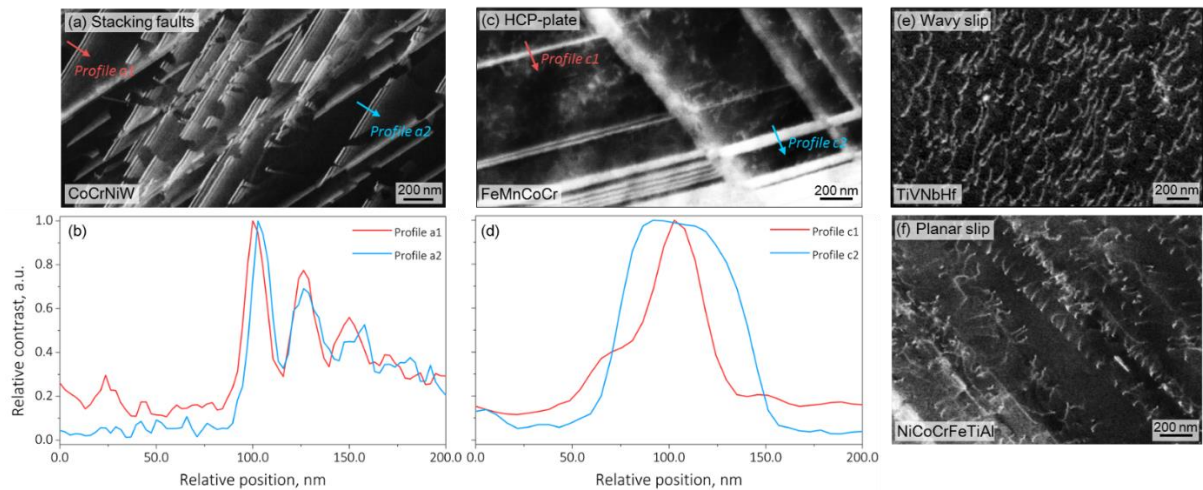 (a) Stacking faults
Profile a1
Profile a2
CoCrNiW
200 nm
(c) HCP-plate
Profile c1
Profile c2
FeMnCoCr
200 nm
(e) Wavy slip
TiVNbHf
200 nm
(b)
Profile a1
Profile a2
Relative contrast, a.u.
1.0
0.8
0.6
0.4
0.2
0.0
0.0
50.0
100.0
150.0
200.0
Relative position, nm
(d)
Profile c1
Profile c2
0.0
50.0
100.0
150.0
200.0
Relative position, nm
(f) Planar slip
NiCoCrFeTiAl
200 nm